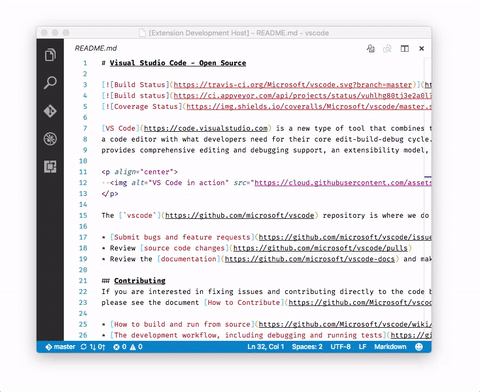 [Extension Development Host] - README.md - vscode
README.md
1 # Visual Studio Code - Open Source
2
3 [![Build Status](https://travis-ci.org/Microsoft/vscode.svg?branch=master)](
4 [![Build status](https://ci.appveyor.com/api/projects/status/
5 [![Coverage Status](https://img.shields.io/coveralls/Microsoft/vscode/master.
6
7 [VS Code](https://code.visualstudio.com) is a new type of tool that combines
8 a code editor with what developers need for their core edit-build-debug cycle.
9 provides comprehensive editing and debugging support, an extensibility model,
10
11 <p align="center">
12 ··<img alt="VS Code in action" src="https://cloud.githubusercontent.com/assets
13 </p>
14
15 The [`vscode`](https://github.com/microsoft/vscode) repository is where we do
16
17 * [Submit bugs and feature requests](https://github.com/microsoft/vscode/issue
18 * Review [source code changes](https://github.com/microsoft/vscode/pulls)
19 * Review the [documentation](https://github.com/microsoft/vscode-docs) and
20
21 ## Contributing
22 If you are interested in fixing issues and contributing directly to the code
23 please see the document [How to Contribute](https://github.com/Microsoft/
24
25 * [How to build and run from source](https://github.com/Microsoft/vscode/wiki/
26 * [The development workflow, including debugging and running tests](https://github.com/
master 1↓ 0↑ 0 0 Ln 32, Col 1 Spaces: 2 UTF-8 LF Markdown